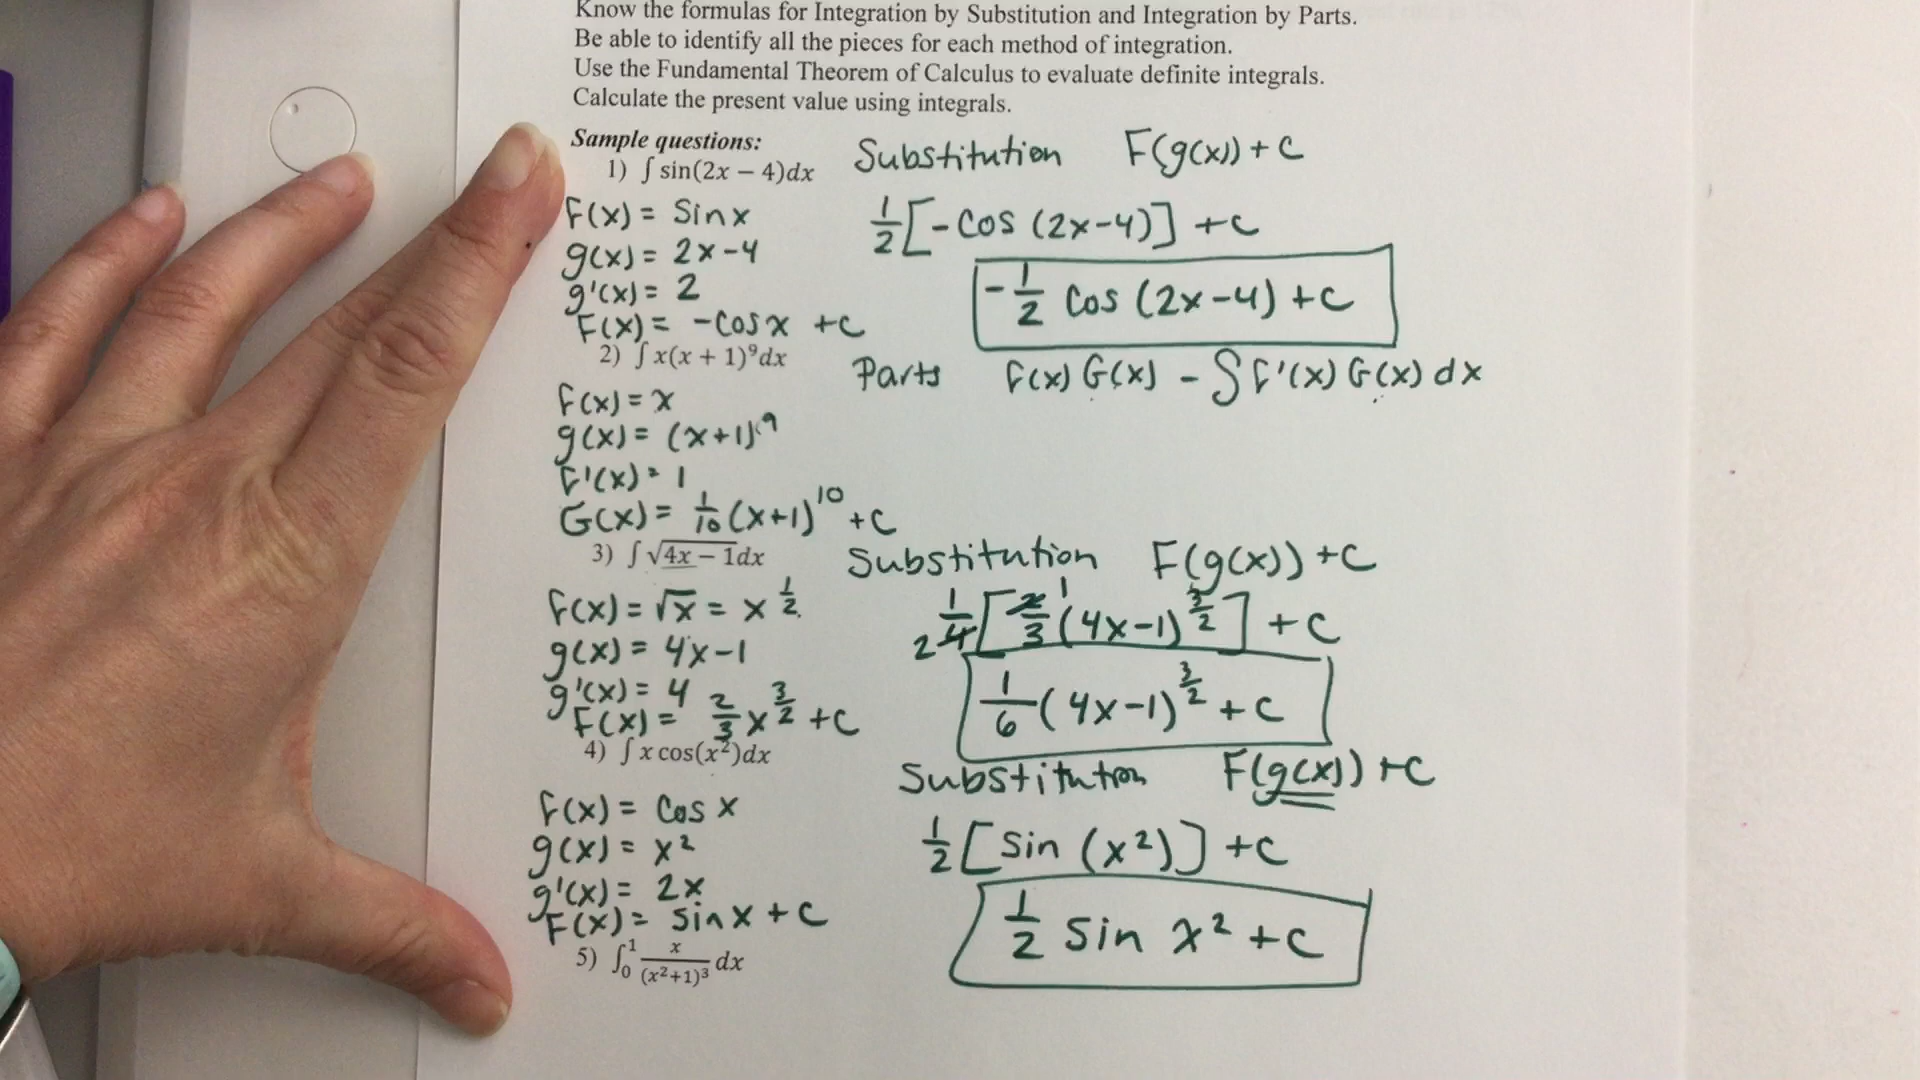 Know the formulas for Integration by Substitution and Integration by Parts.
Be able to identify all the pieces for each method of integration.
Use the Fundamental Theorem of Calculus to evaluate definite integrals.
Calculate the present value using integrals.
Sample questions:
1) ∫ sin(2x − 4)dx
Substitution F(g(x)) + C
f(x) = Sin x
g(x) = 2x-4
g'(x) = 2
F(x) = -cosx +C
1/2 [-cos (2x-4)] +C
-1/2 cos (2x-4) +C
2) ∫ x(x + 1)⁹dx
Parts f(x) G(x) - ∫ f'(x) G(x) dx
f(x) = x
g(x) = (x+1)⁹
f'(x) = 1
G(x) = 1/10 (x+1)¹⁰ +C
3) ∫ √(4x − 1)dx
Substitution F(g(x)) +C
f(x) = √x = x^(1/2)
g(x) = 4x-1
g'(x) = 4
F(x) = 2/3 x^(3/2) +C
1/4 2 [2/3 1 (4x-1)^(3/2)] +C
1/6 (4x-1)^(3/2) +C
4) ∫ x cos(x²)dx
Substitution F(g(x)) +C
f(x) = Cos x
g(x) = x²
g'(x) = 2x
F(x) = sinx +C
1/2 [sin (x²)] +C
1/2 sin x² +C
5) ∫₀¹ x/(x²+1)³ dx